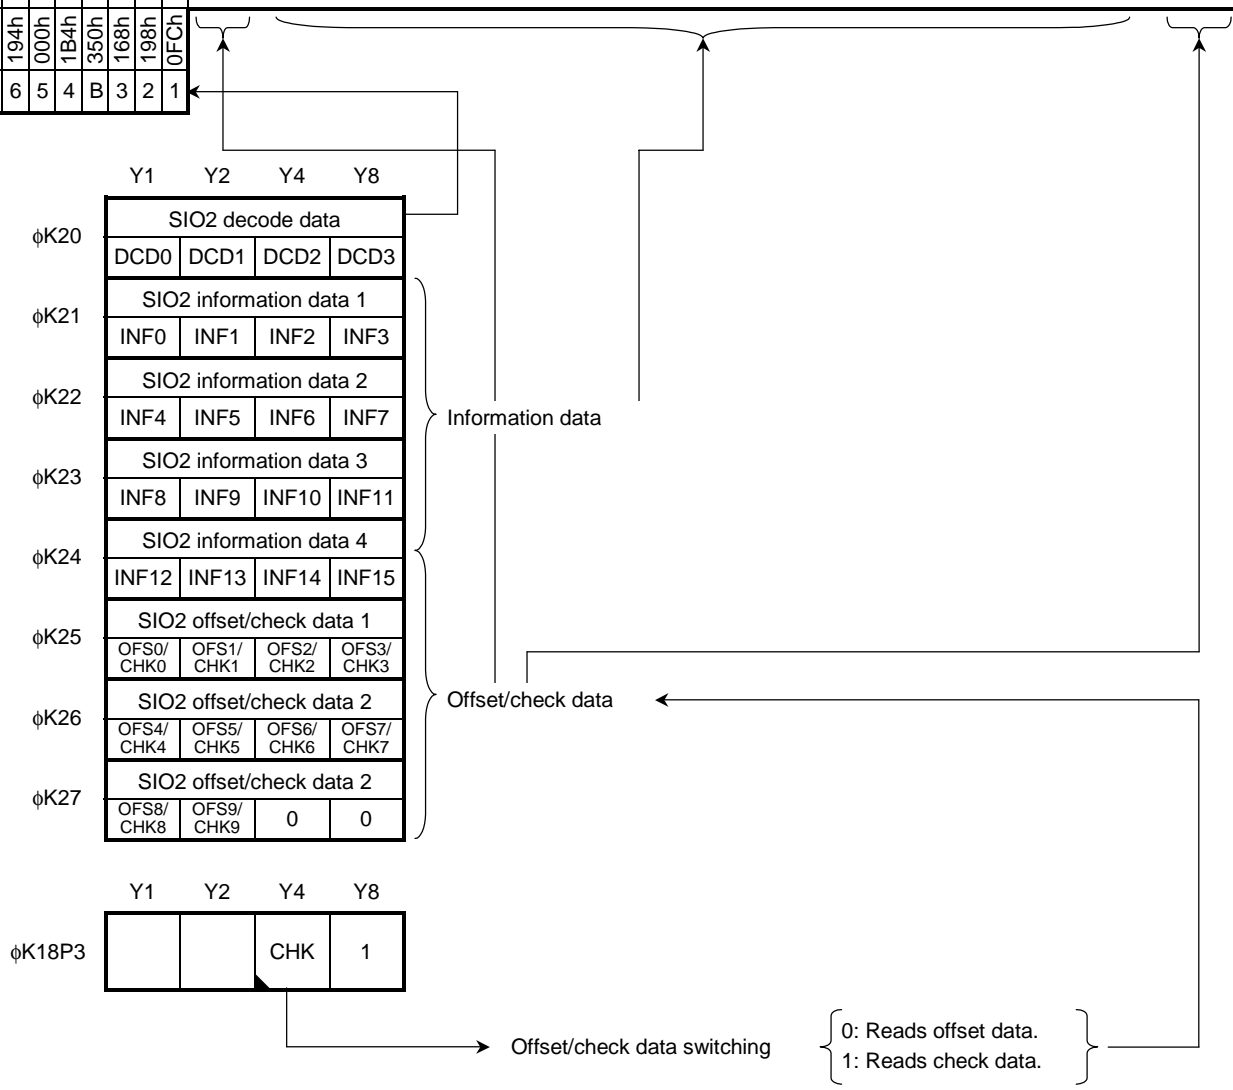 194h 000h 1B4h 350h 168h 198h 0FCh
6 5 4 B 3 2 1
Y1 Y2 Y4 Y8
ϕK20 SIO2 decode data
DCD0 DCD1 DCD2 DCD3
ϕK21 SIO2 information data 1
INF0 INF1 INF2 INF3
ϕK22 SIO2 information data 2
INF4 INF5 INF6 INF7
Information data
ϕK23 SIO2 information data 3
INF8 INF9 INF10 INF11
ϕK24 SIO2 information data 4
INF12 INF13 INF14 INF15
ϕK25 SIO2 offset/check data 1
OFS0/ OFS1/ OFS2/ OFS3/
CHK0 CHK1 CHK2 CHK3
ϕK26 SIO2 offset/check data 2
Offset/check data
OFS4/ OFS5/ OFS6/ OFS7/
CHK4 CHK5 CHK6 CHK7
ϕK27 SIO2 offset/check data 2
OFS8/ OFS9/ 0 0
CHK8 CHK9
Y1 Y2 Y4 Y8
ϕK18P3 CHK 1
Offset/check data switching
0: Reads offset data.
1: Reads check data.